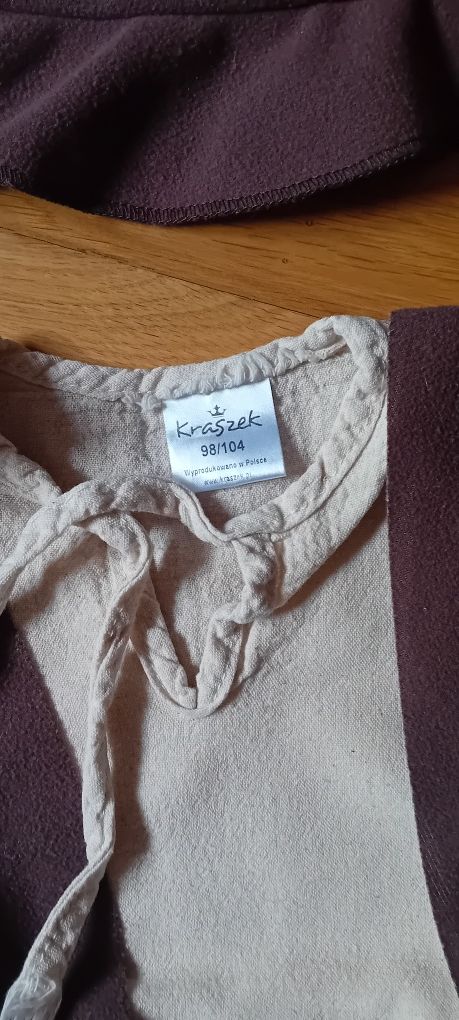 Kraszek
98/104
Wyprodukowano w Polsce
www.kraszek.pl